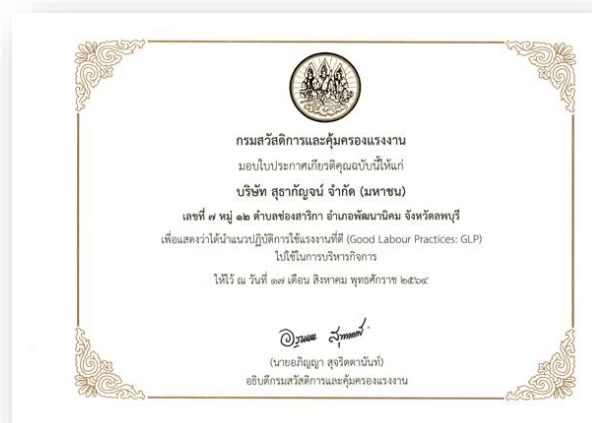 กรมสวัสดิการและคุ้มครองแรงงาน
มอบใบประกาศเกียรติคุณฉบับนี้ให้แก่
บริษัท สุธากัญจน์ จำกัด (มหาชน)
เลขที่ ๗ หมู่ ๑๒ ตำบลช่องสาริกา อำเภอพัฒนานิคม จังหวัดลพบุรี
เพื่อแสดงว่าได้นำแนวปฏิบัติการใช้แรงงานที่ดี (Good Labour Practices: GLP)
ไปใช้ในการบริหารกิจการ
ให้ไว้ ณ วันที่ ๑๗ เดือน สิงหาคม พุทธศักราช ๒๕๖๔
(นายอภิญญา สุจริตตานันท์)
อธิบดีกรมสวัสดิการและคุ้มครองแรงงาน